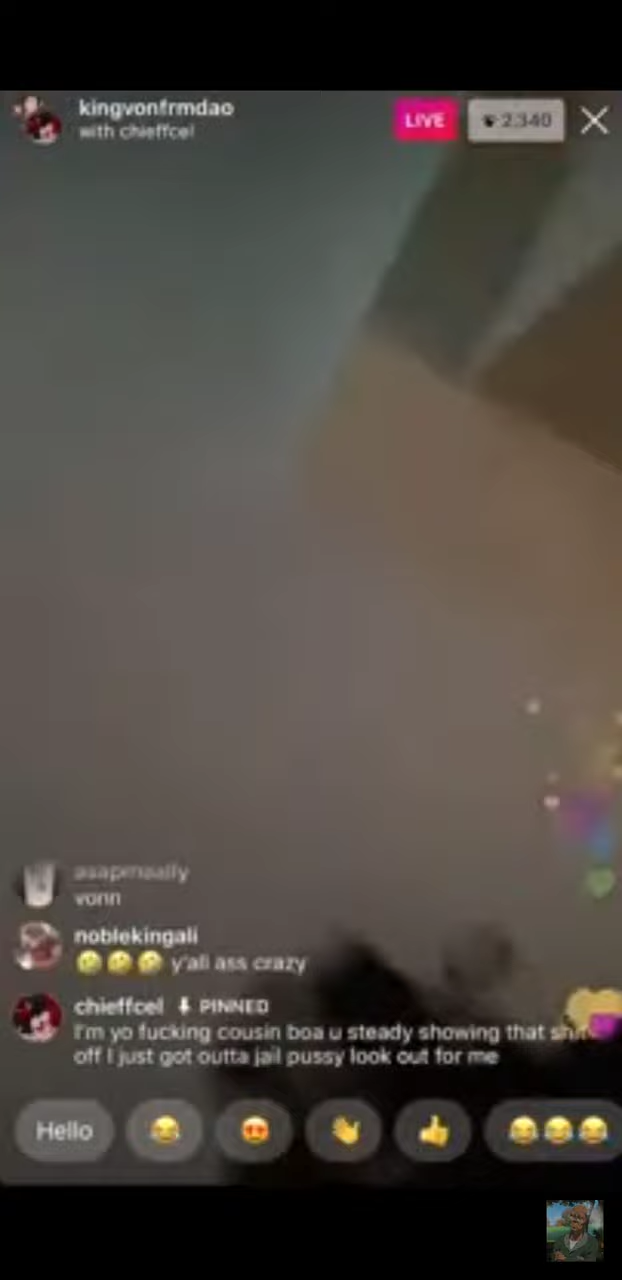 kingvonfrmdao
with chieffcel
LIVE
2,340
vonn
noblekingali
🤣🤣🤣 y'all ass crazy
chieffcel PINNED
I'm yo fucking cousin boa u steady showing that
off I just got outta jail pussy look out for me
Hello 😂 😍 👋 👍 😂😂😂